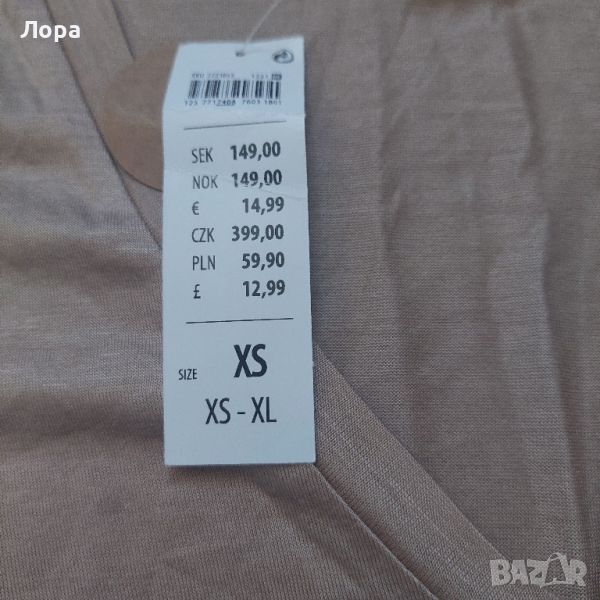 Лора
SEK 149,00
NOK 149,00
€ 14,99
CZK 399,00
PLN 59,90
£ 12,99
SIZE XS
XS - XL
BAZAR